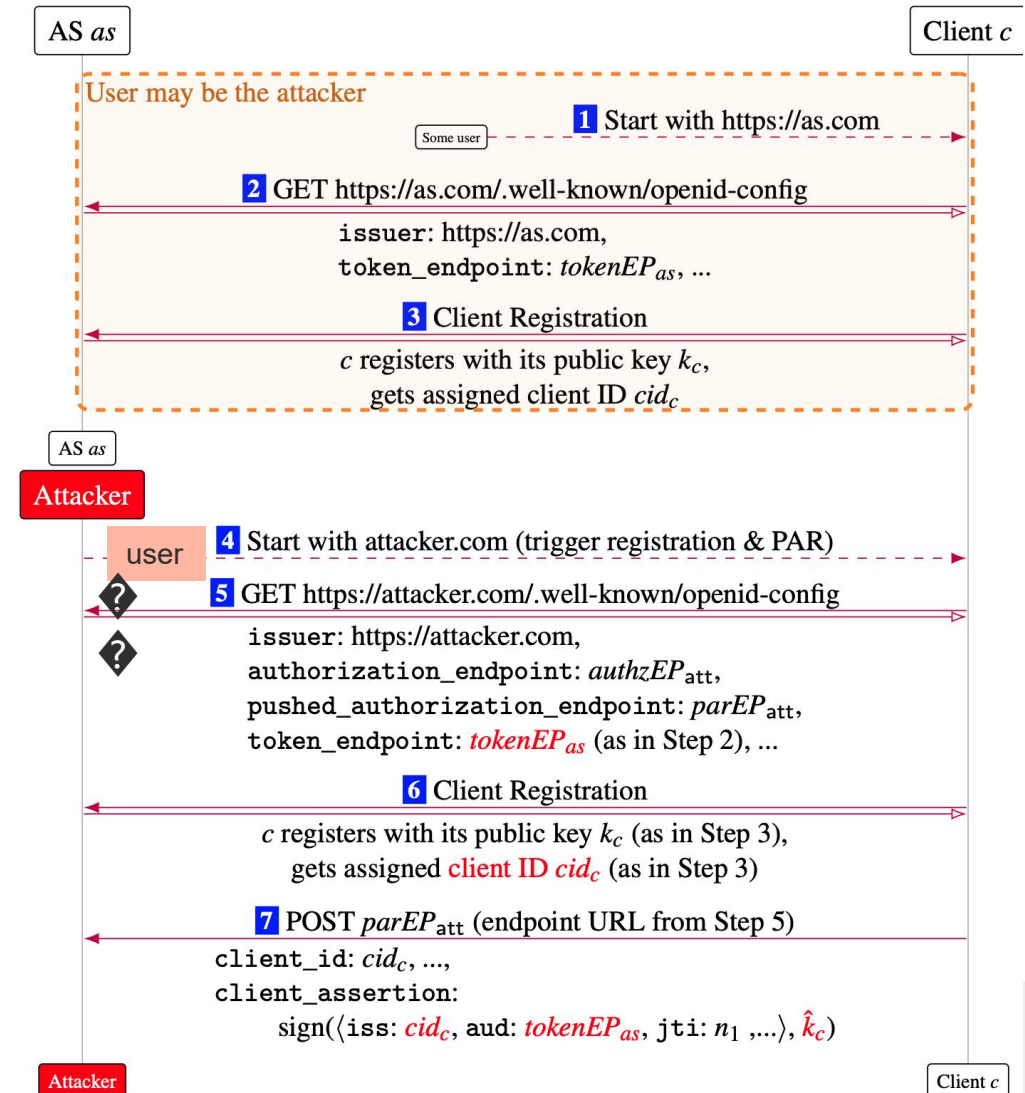 AS as
Client c
User may be the attacker
1 Start with https://as.com
Some user
2 GET https://as.com/.well-known/openid-config
issuer: https://as.com,
token_endpoint: tokenEPas, ...
3 Client Registration
c registers with its public key kc,
gets assigned client ID cidc
AS as
Attacker
user
4 Start with attacker.com (trigger registration & PAR)
?
5 GET https://attacker.com/.well-known/openid-config
?
issuer: https://attacker.com,
authorization_endpoint: authzEPatt,
pushed_authorization_endpoint: parEPatt,
token_endpoint: tokenEPas (as in Step 2), ...
6 Client Registration
c registers with its public key kc (as in Step 3),
gets assigned client ID cidc (as in Step 3)
7 POST parEPatt (endpoint URL from Step 5)
client_id: cidc, ...,
client_assertion:
sign(⟨iss: cidc, aud: tokenEPas, jti: n1 ,...⟩, k̂c)
Attacker
Client c